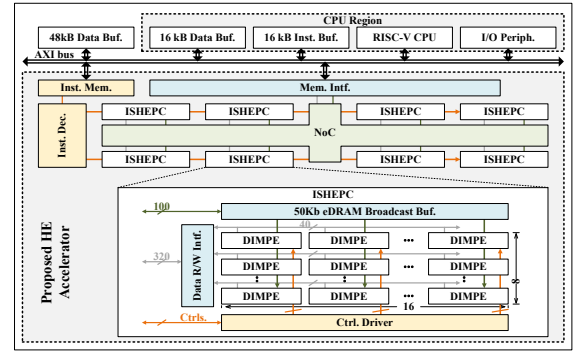 CPU Region
48kB Data Buf.
16 kB Data Buf.
16 kB Inst. Buf.
RISC-V CPU
I/O Periph.
AXI bus
Inst. Mem.
Mem. Intf.
Inst. Dec.
ISHEPC
ISHEPC
ISHEPC
ISHEPC
NoC
ISHEPC
ISHEPC
ISHEPC
ISHEPC
Proposed HE
Accelerator
ISHEPC
100
50Kb eDRAM Broadcast Buf.
40
320
Data R/W Intf.
DIMPE
DIMPE
•••
DIMPE
DIMPE
DIMPE
•••
DIMPE
8
DIMPE
DIMPE
•••
DIMPE
16
Ctrls.
Ctrl. Driver